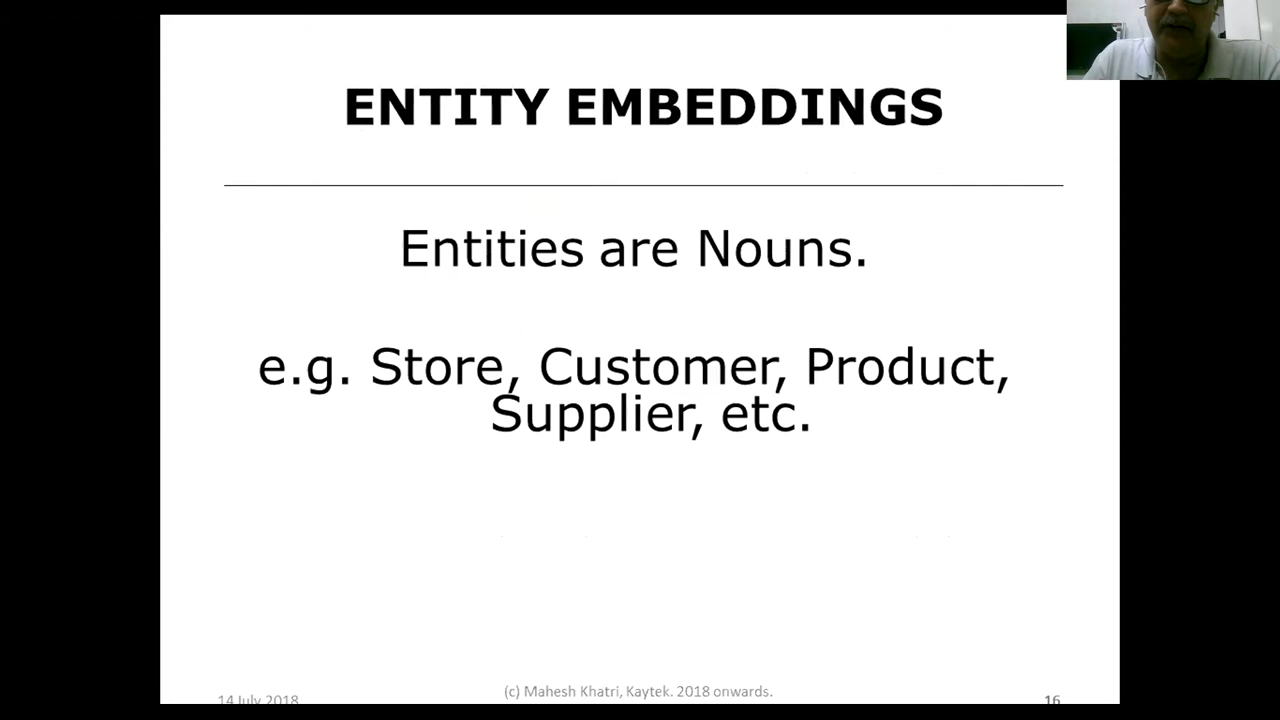 ENTITY EMBEDDINGS
Entities are Nouns.
e.g. Store, Customer, Product,
Supplier, etc.
14 July 2018
(c) Mahesh Khatri, Kaytek. 2018 onwards.
16